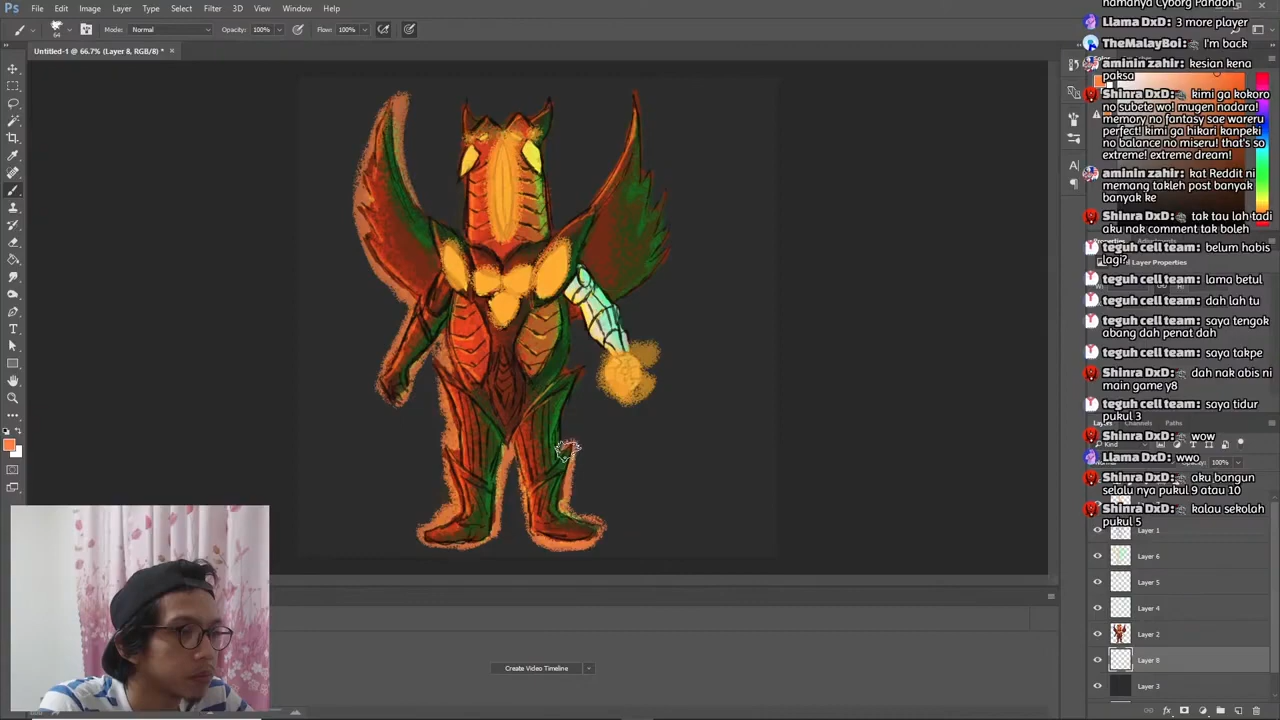 Ps File Edit Image Layer Type Select Filter 3D View Window Help
64 Mode: Normal Opacity: 100% Flow: 100%
Untitled-1 @ 66.7% (Layer 8, RGB/8) * ×
namanya Cyborg Pandon.
Llama DxD: 3 more player
TheMalayBoi: I'm back
aminin zahir: kesian kena
paksa
Shinra DxD: kimi ga kokoro
no subete wo! mugen nadara!
memory no fantasy sae wareru
perfect! kimi ga hikari kanpeki
no balance no miseru! that's so
extreme! extreme dream!
aminin zahir: kat Reddit ni
memang takleh post banyak
banyak ke
Shinra DxD: tak tau lah tadi
aku nak comment tak boleh
teguh cell team: belum habis
lagi?
teguh cell team: lama betul
teguh cell team: dah lah tu
teguh cell team: saya tengok
abang dah penat dah
teguh cell team: saya takpe
Shinra DxD: dah nak abis ni
main game y8
teguh cell team: saya tidur
pukul 3
Shinra DxD: wow
Llama DxD: wwo
Shinra DxD: aku bangun
selalu nya pukul 9 atau 10
Shinra DxD: kalau sekolah
pukul 5
Layer Properties
Channels Paths
Kind
Opacity: 100%
Layer 1
Layer 6
Layer 5
Layer 4
Layer 2
Layer 8
Layer 3
Create Video Timeline